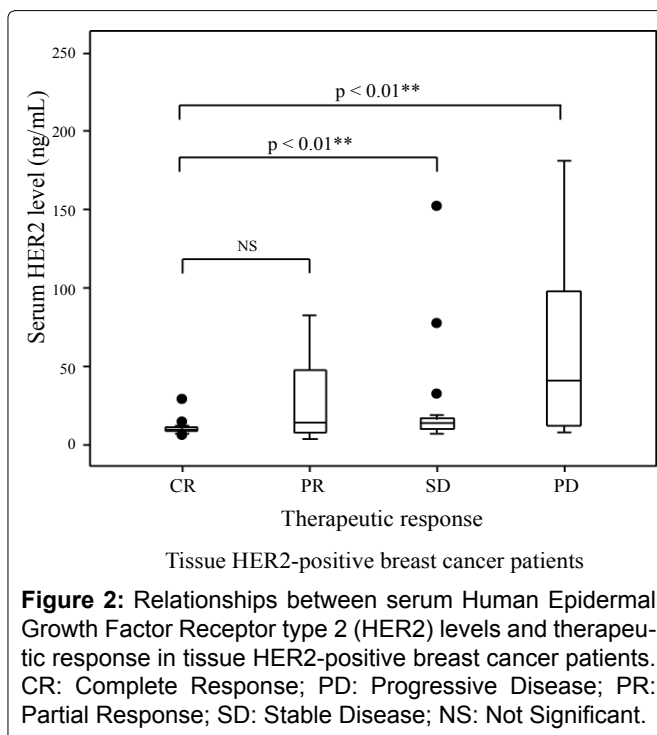 250
200
150
100
50
0
Serum HER2 level (ng/mL)
p < 0.01**
p < 0.01**
NS
CR PR SD PD
Therapeutic response
Tissue HER2-positive breast cancer patients
Figure 2: Relationships between serum Human Epidermal
Growth Factor Receptor type 2 (HER2) levels and therapeu-
tic response in tissue HER2-positive breast cancer patients.
CR: Complete Response; PD: Progressive Disease; PR:
Partial Response; SD: Stable Disease; NS: Not Significant.